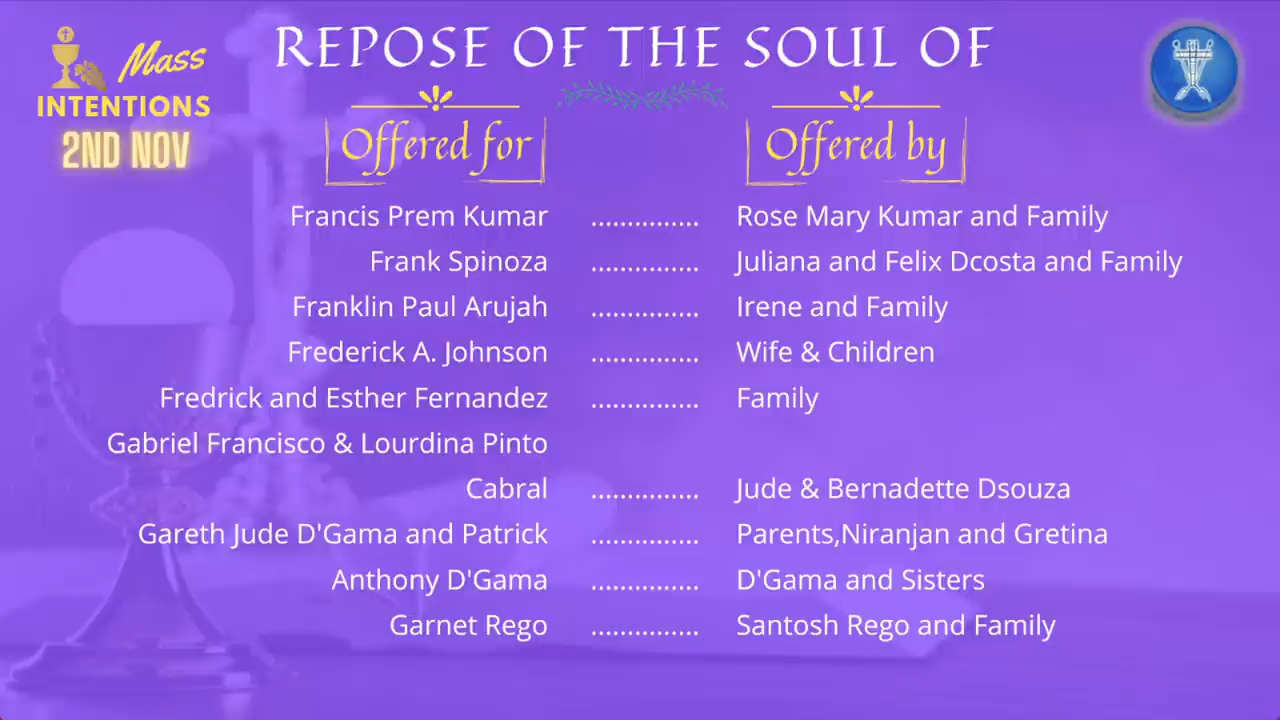 Mass
INTENTIONS
2ND NOV
REPOSE OF THE SOUL OF
Offered for
Offered by
Francis Prem Kumar ............... Rose Mary Kumar and Family
Frank Spinoza ............... Juliana and Felix Dcosta and Family
Franklin Paul Arujah ............... Irene and Family
Frederick A. Johnson ............... Wife & Children
Fredrick and Esther Fernandez ............... Family
Gabriel Francisco & Lourdina Pinto
Cabral ............... Jude & Bernadette Dsouza
Gareth Jude D'Gama and Patrick ............... Parents,Niranjan and Gretina
Anthony D'Gama ............... D'Gama and Sisters
Garnet Rego ............... Santosh Rego and Family